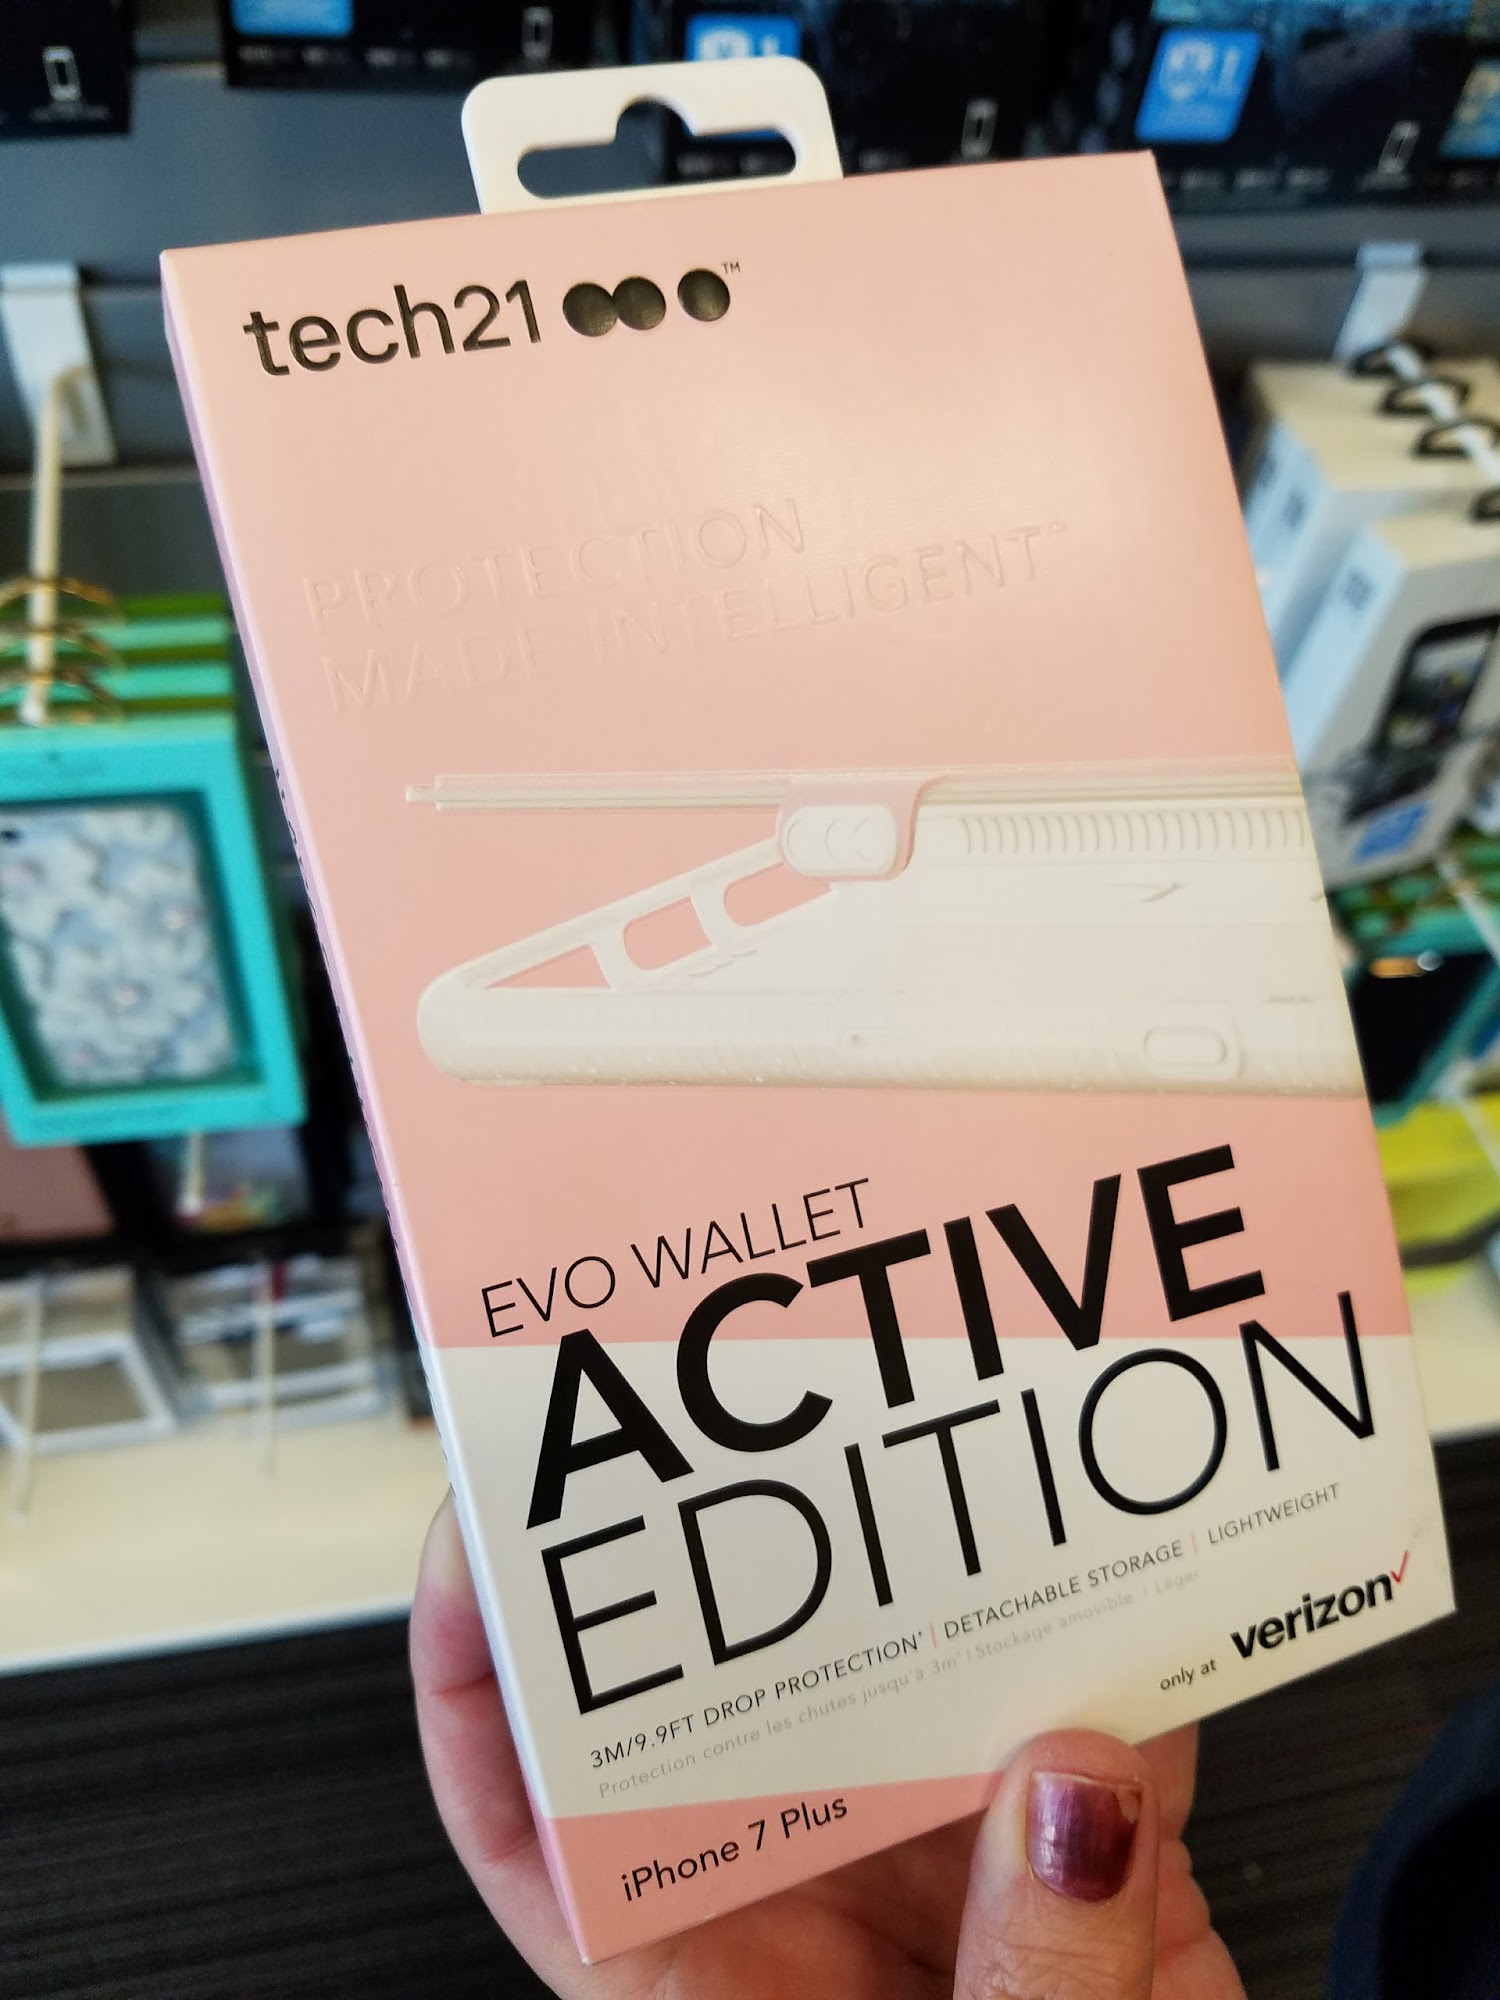 tech21™
PROTECTION
MADE INTELLIGENT
EVO WALLET
ACTIVE
EDITION
3M/9.9FT DROP PROTECTION* | DETACHABLE STORAGE | LIGHTWEIGHT
Protection contre les chutes jusqu'à 3m* | Stockage amovible | Léger
only at verizon✓
iPhone 7 Plus